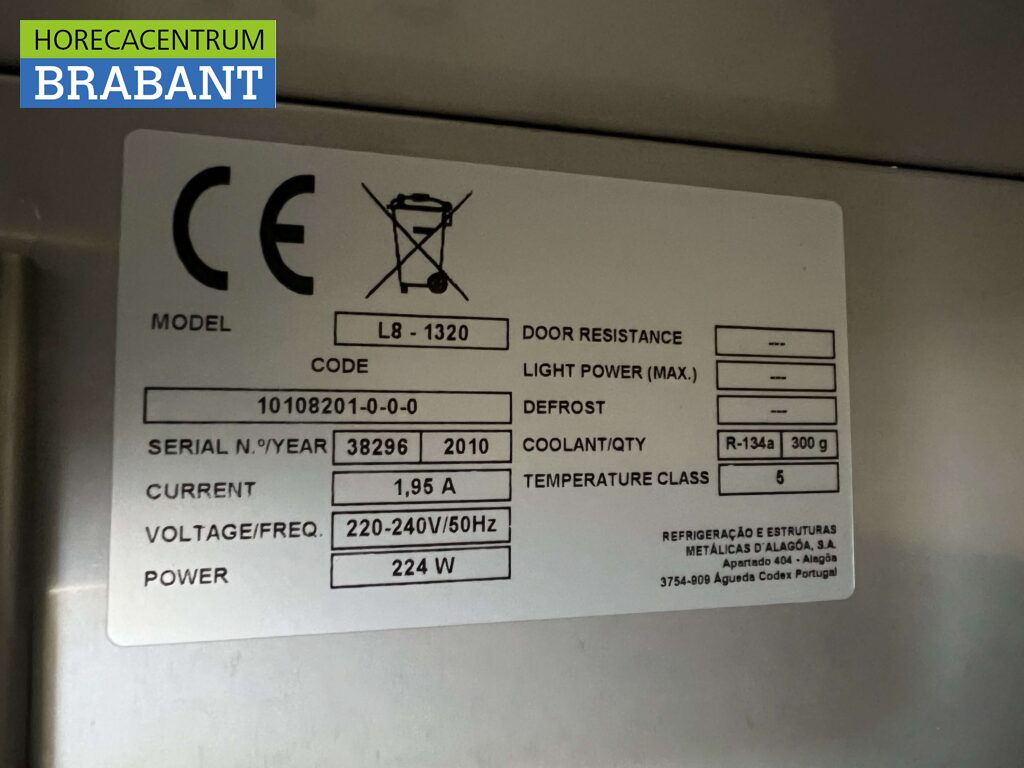 HORECACENTRUM
BRABANT
CE
MODEL L8 - 1320
CODE
10108201-0-0-0
SERIAL N.º/YEAR 38296 2010
CURRENT 1,95 A
VOLTAGE/FREQ. 220-240V/50Hz
POWER 224 W
DOOR RESISTANCE ---
LIGHT POWER (MAX.) ---
DEFROST ---
COOLANT/QTY R-134a 300 g
TEMPERATURE CLASS 5
REFRIGERAÇÃO E ESTRUTURAS
METÁLICAS D´ALAGÔA, S.A.
Apartado 404 - Alagôa
3754-909 Águeda Codex Portugal